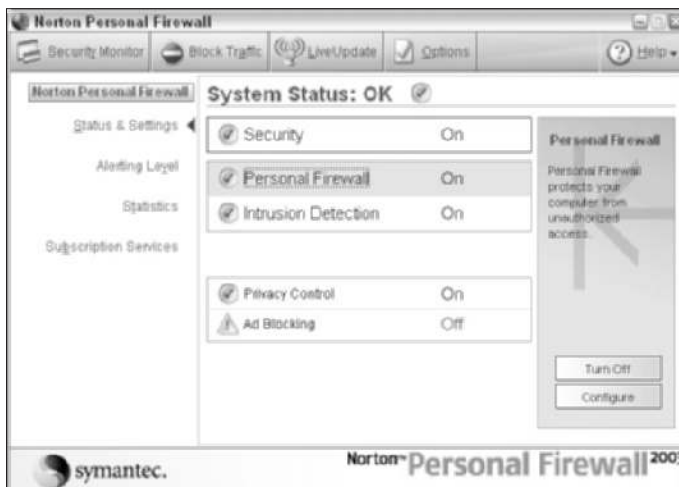 Norton Personal Firewall
Security Monitor Block Traffic LiveUpdate Options Help
Norton Personal Firewall
System Status: OK
Status & Settings
Alerting Level
Statistics
Subscription Services
Security On
Personal Firewall On
Intrusion Detection On
Privacy Control On
Ad Blocking Off
Personal Firewall
Personal Firewall
protects your
computer from
unauthorized
access.
Turn Off
Configure
symantec.
Norton™ Personal Firewall